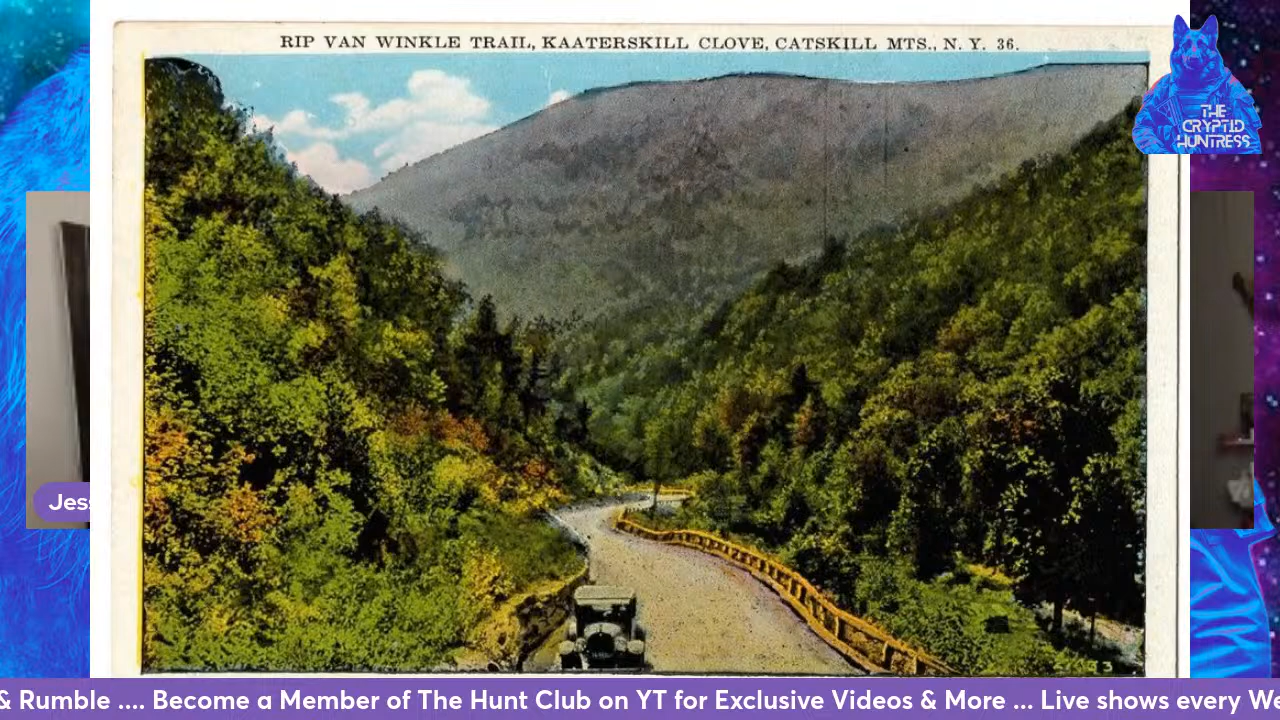 RIP VAN WINKLE TRAIL, KAATERSKILL CLOVE, CATSKILL MTS., N. Y. 36.
THE
CRYPTID
HUNTRESS
Jess
& Rumble .... Become a Member of The Hunt Club on YT for Exclusive Videos & More ... Live shows every We